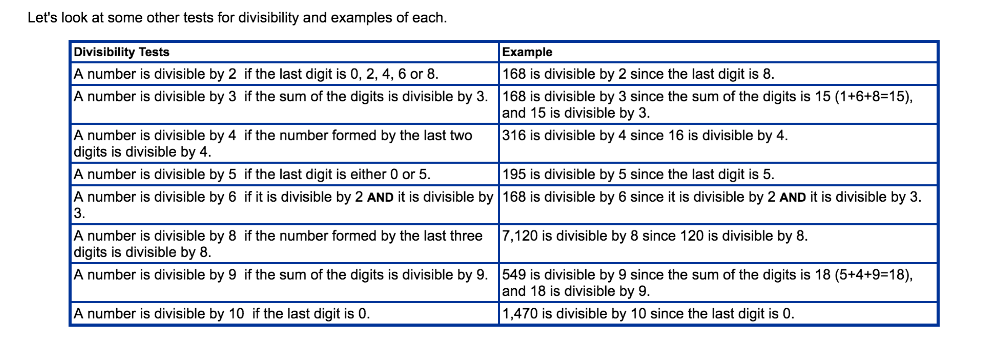 Let's look at some other tests for divisibility and examples of each.
Divisibility Tests
Example
A number is divisible by 2 if the last digit is 0, 2, 4, 6 or 8.
168 is divisible by 2 since the last digit is 8.
A number is divisible by 3 if the sum of the digits is divisible by 3.
168 is divisible by 3 since the sum of the digits is 15 (1+6+8=15),
and 15 is divisible by 3.
A number is divisible by 4 if the number formed by the last two
digits is divisible by 4.
316 is divisible by 4 since 16 is divisible by 4.
A number is divisible by 5 if the last digit is either 0 or 5.
195 is divisible by 5 since the last digit is 5.
A number is divisible by 6 if it is divisible by 2 AND it is divisible by
3.
168 is divisible by 6 since it is divisible by 2 AND it is divisible by 3.
A number is divisible by 8 if the number formed by the last three
digits is divisible by 8.
7,120 is divisible by 8 since 120 is divisible by 8.
A number is divisible by 9 if the sum of the digits is divisible by 9.
549 is divisible by 9 since the sum of the digits is 18 (5+4+9=18),
and 18 is divisible by 9.
A number is divisible by 10 if the last digit is 0.
1,470 is divisible by 10 since the last digit is 0.